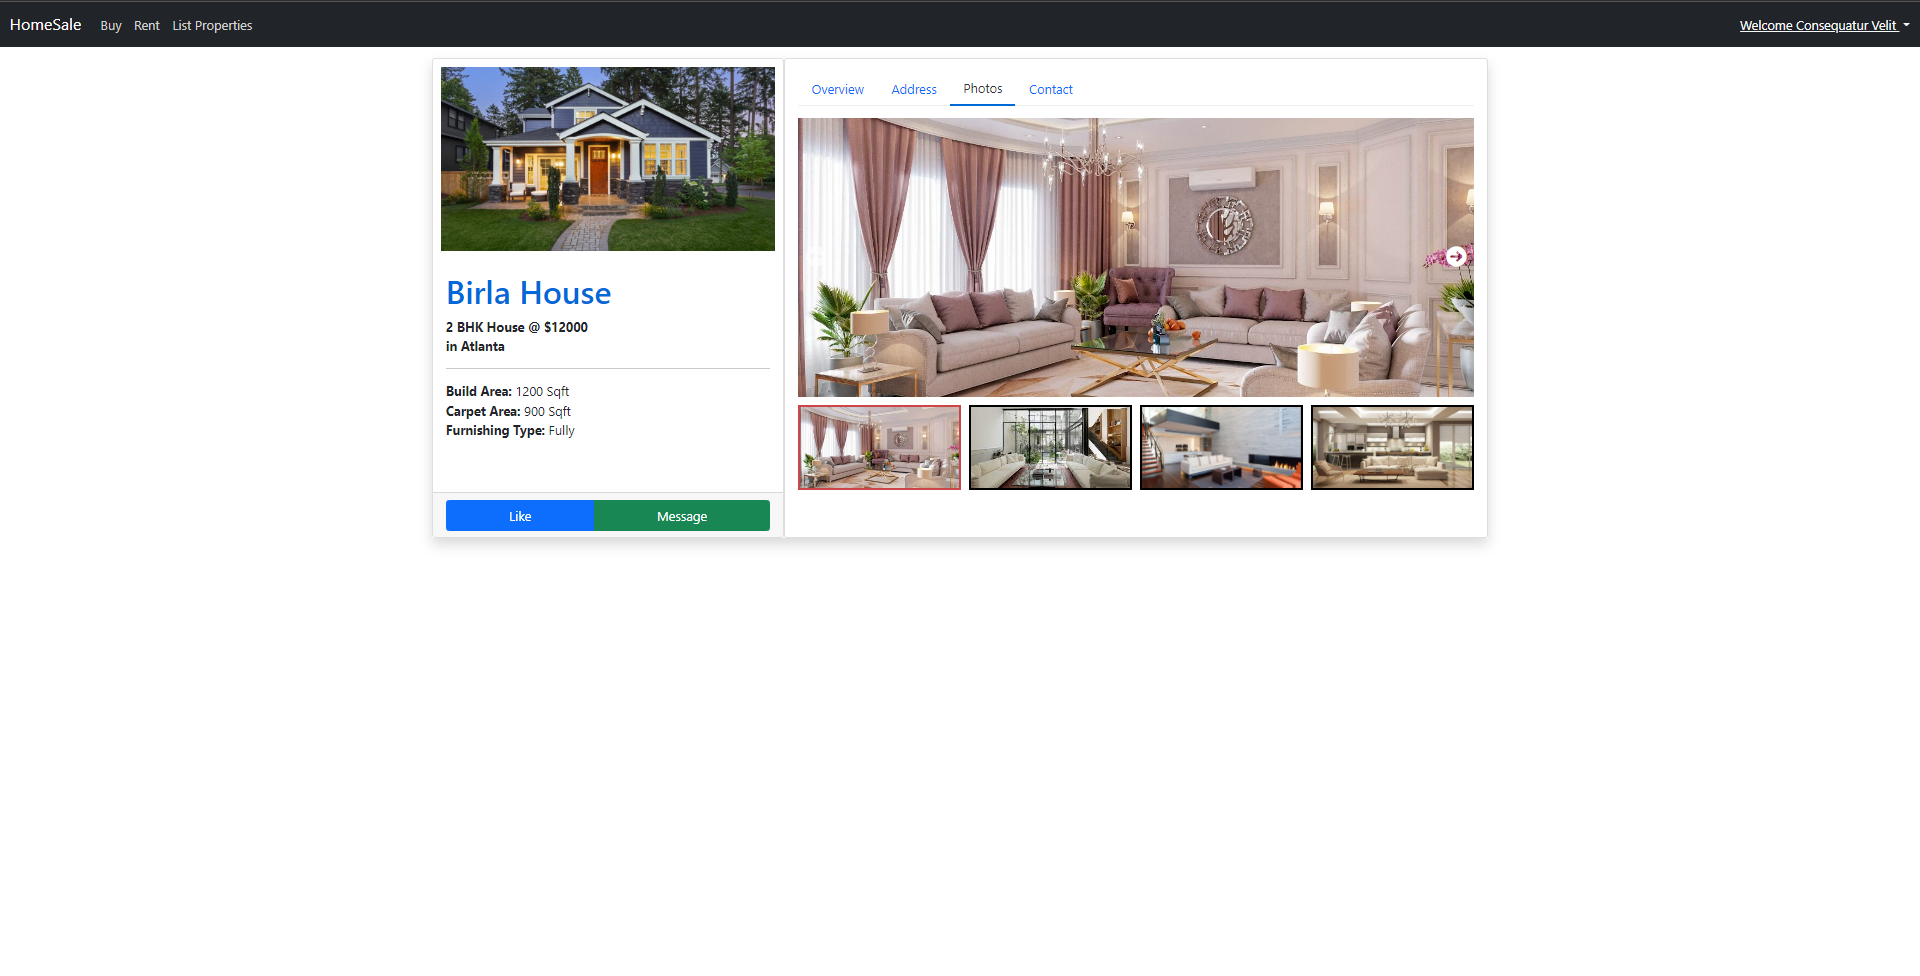 HomeSale Buy Rent List Properties Welcome Consequatur Velit
Birla House
2 BHK House @ $12000
in Atlanta
Build Area: 1200 Sqft
Carpet Area: 900 Sqft
Furnishing Type: Fully
Like Message
Overview Address Photos Contact